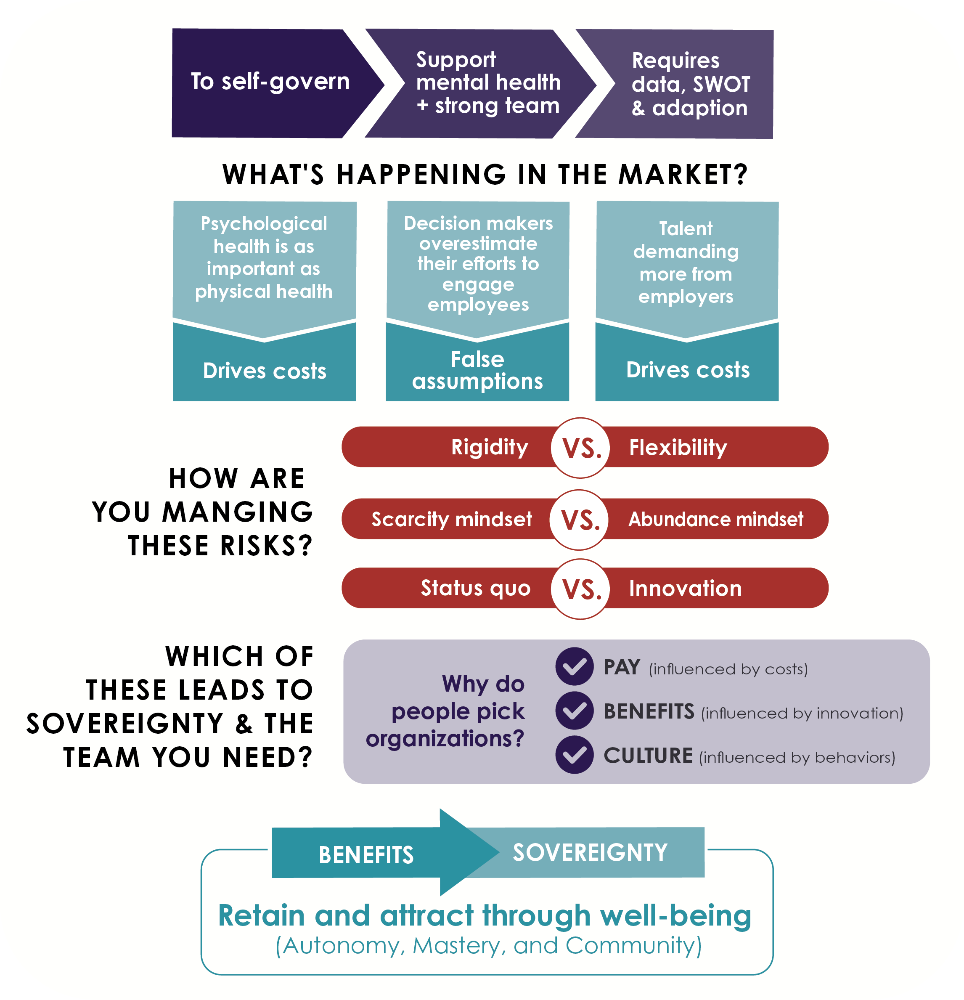 To self-govern
Support
mental health
+ strong team
Requires
data, SWOT
& adaption
WHAT'S HAPPENING IN THE MARKET?
Psychological
health is as
important as
physical health
Drives costs
Decision makers
overestimate
their efforts to
engage
employees
False
assumptions
Talent
demanding
more from
employers
Drives costs
HOW ARE
YOU MANGING
THESE RISKS?
Rigidity VS. Flexibility
Scarcity mindset VS. Abundance mindset
Status quo VS. Innovation
WHICH OF
THESE LEADS TO
SOVEREIGNTY & THE
TEAM YOU NEED?
Why do
people pick
organizations?
PAY (influenced by costs)
BENEFITS (influenced by innovation)
CULTURE (influenced by behaviors)
BENEFITS
SOVEREIGNTY
Retain and attract through well-being
(Autonomy, Mastery, and Community)